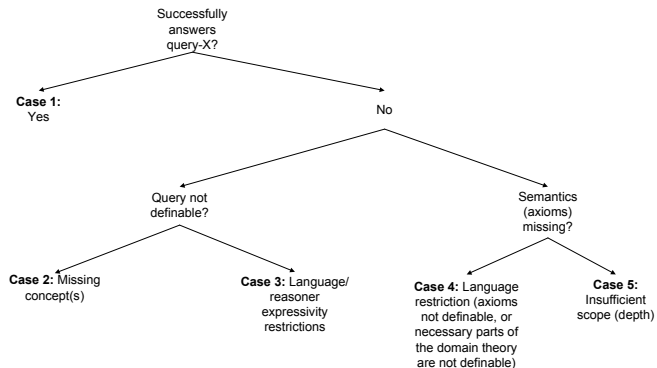 Successfully
answers
query-X?
Case 1:
Yes
No
Query not
definable?
Semantics
(axioms)
missing?
Case 2: Missing
concept(s)
Case 3: Language/
reasoner
expressivity
restrictions
Case 4: Language
restriction (axioms
not definable, or
necessary parts of
the domain theory
are not definable)
Case 5:
Insufficient
scope (depth)